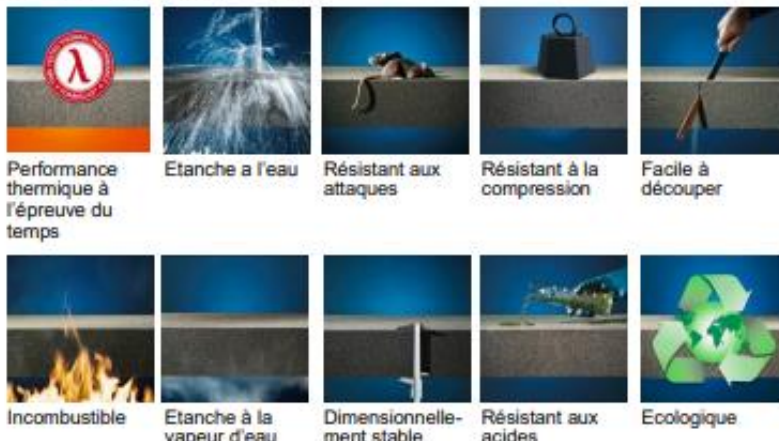 λ
Performance
thermique à
l'épreuve du
temps
Etanche a l'eau
Résistant aux
attaques
Résistant à la
compression
Facile à
découper
Incombustible
Etanche à la
vapeur d'eau
Dimensionnelle-
ment stable
Résistant aux
acides
Ecologique